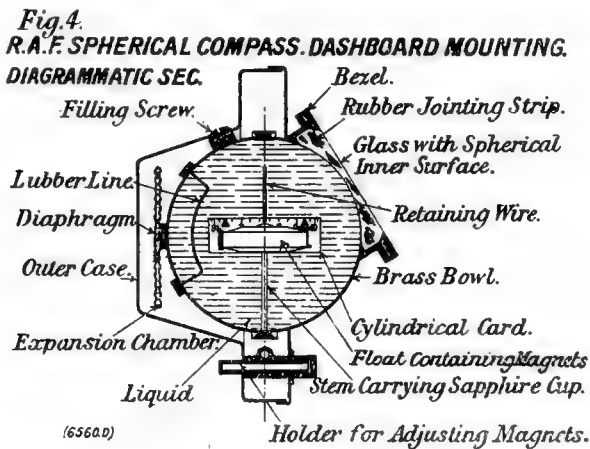 Fig.4.
R.A.F. SPHERICAL COMPASS. DASHBOARD MOUNTING.
DIAGRAMMATIC SEC.
Bezel.
Filling Screw.
Rubber Jointing Strip.
Glass with Spherical
Inner Surface.
Lubber Line.
Retaining Wire.
Diaphragm
Outer Case.
Brass Bowl.
Cylindrical Card.
Expansion Chamber.
Float Containing Magnets
Liquid
Stem Carrying Sapphire Cup.
(6560.D)
Holder for Adjusting Magnets.